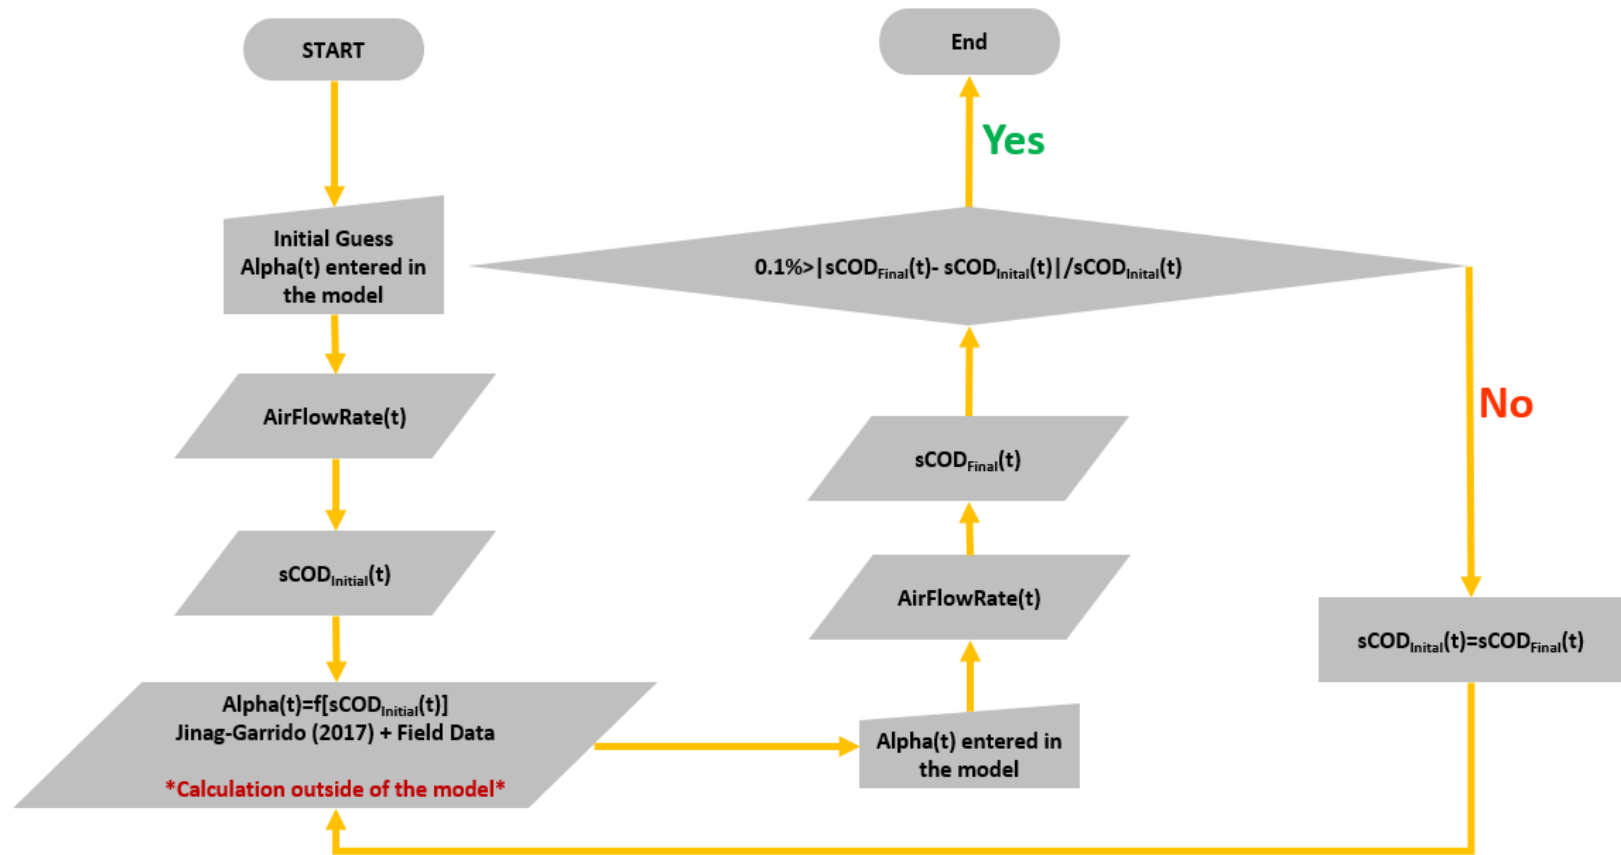 START
Initial Guess
Alpha(t) entered in
the model
AirFlowRate(t)
sCODInitial(t)
Alpha(t)=f[sCODInitial(t)]
Jinag-Garrido (2017) + Field Data
*Calculation outside of the model*
Alpha(t) entered in
the model
AirFlowRate(t)
sCODFinal(t)
0.1%>|sCODFinal(t)- sCODInital(t)|/sCODInital(t)
Yes
End
No
sCODInital(t)=sCODFinal(t)